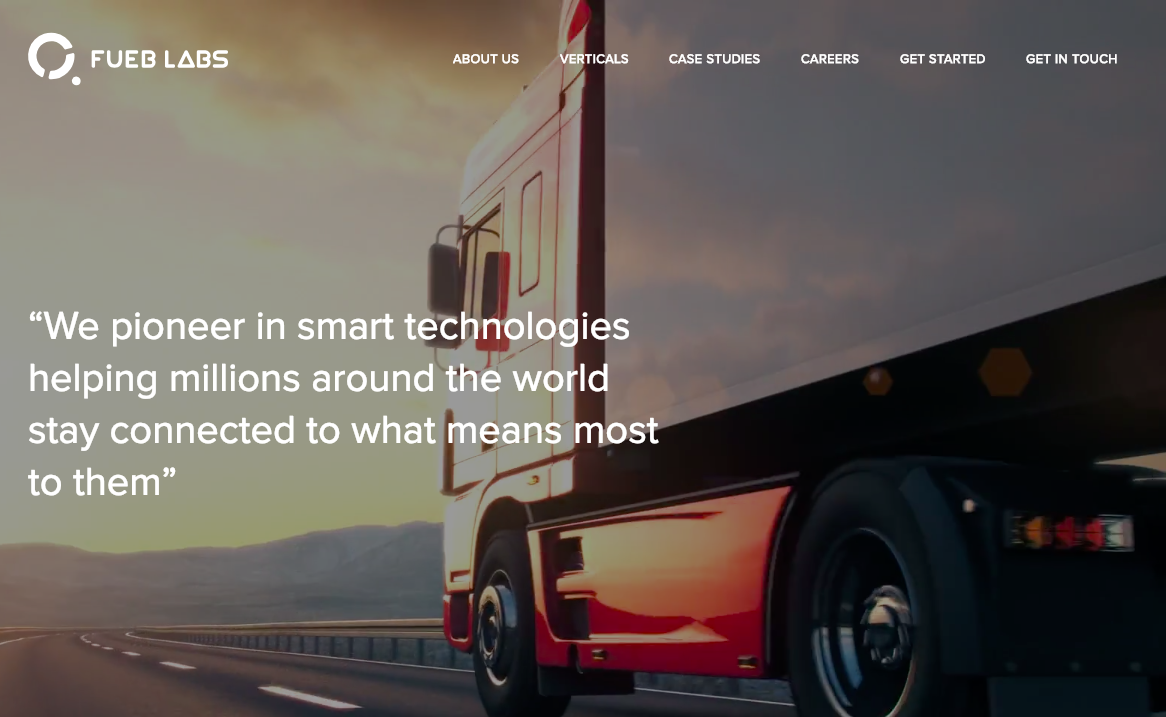 FUEB LABS
ABOUT US
VERTICALS
CASE STUDIES
CAREERS
GET STARTED
GET IN TOUCH
“We pioneer in smart technologies
helping millions around the world
stay connected to what means most
to them”